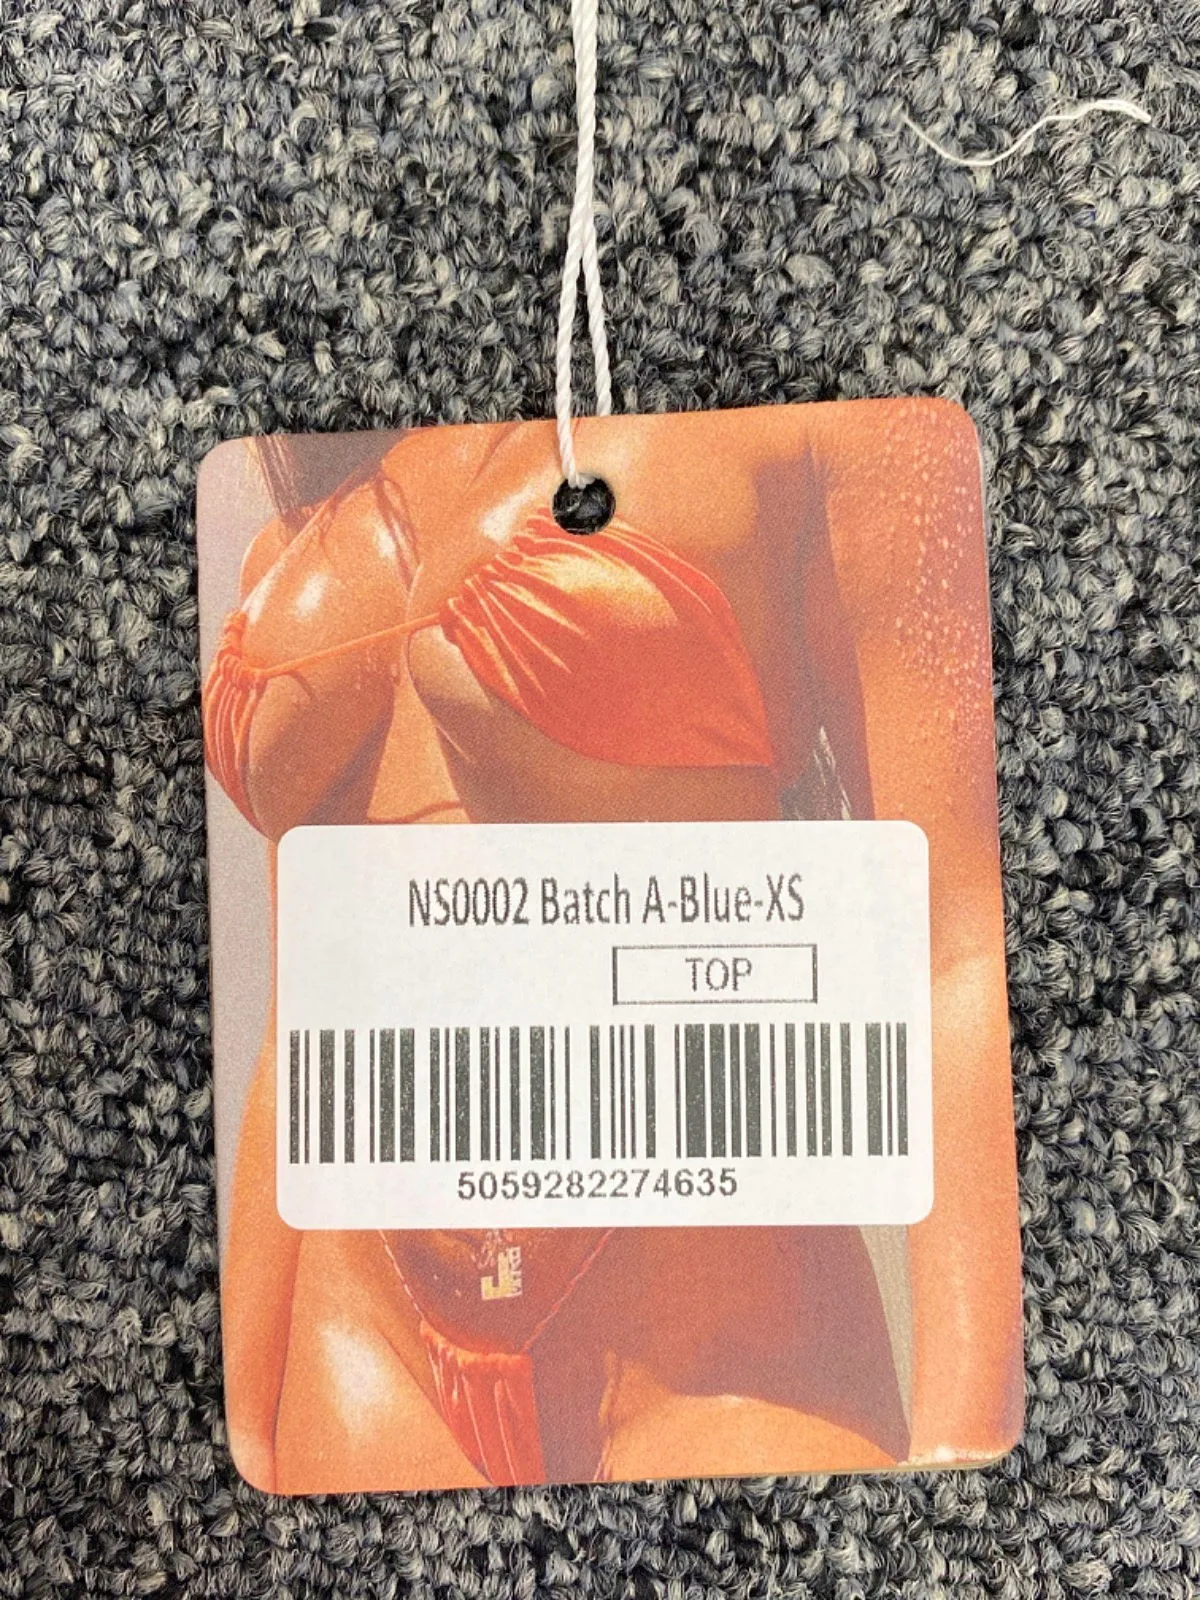 NS0002 Batch A-Blue-XS
TOP
5059282274635